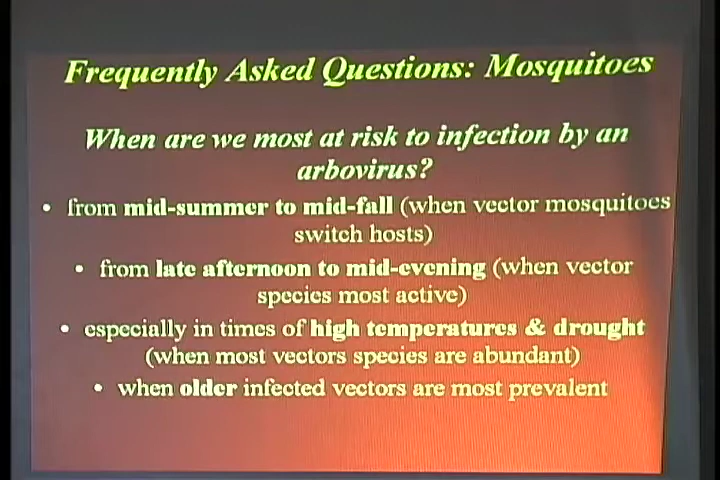 Frequently Asked Questions: Mosquitoes
When are we most at risk to infection by an
arbovirus?
• from mid-summer to mid-fall (when vector mosquitoes
switch hosts)
• from late afternoon to mid-evening (when vector
species most active)
• especially in times of high temperatures & drought
(when most vectors species are abundant)
• when older infected vectors are most prevalent